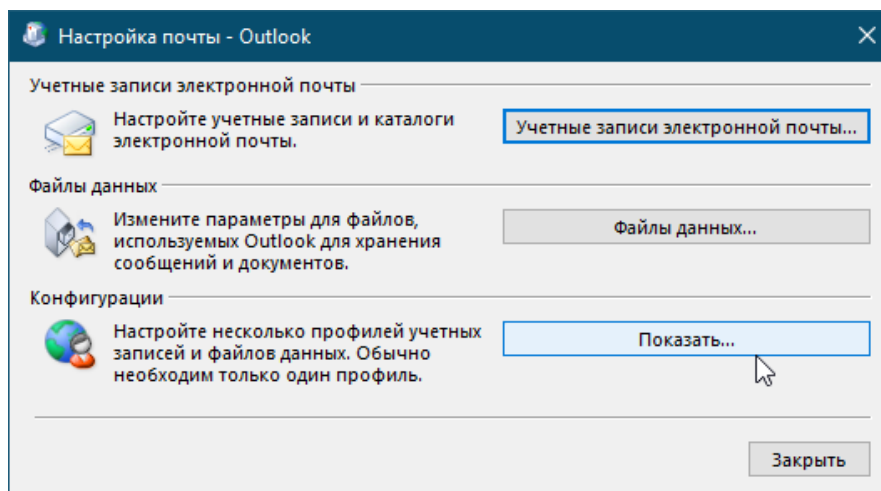 Настройка почты - Outlook
Учетные записи электронной почты
Настройте учетные записи и каталоги
электронной почты.
Учетные записи электронной почты...
Файлы данных
Измените параметры для файлов,
используемых Outlook для хранения
сообщений и документов.
Файлы данных...
Конфигурации
Настройте несколько профилей учетных
записей и файлов данных. Обычно
необходим только один профиль.
Показать...
Закрыть